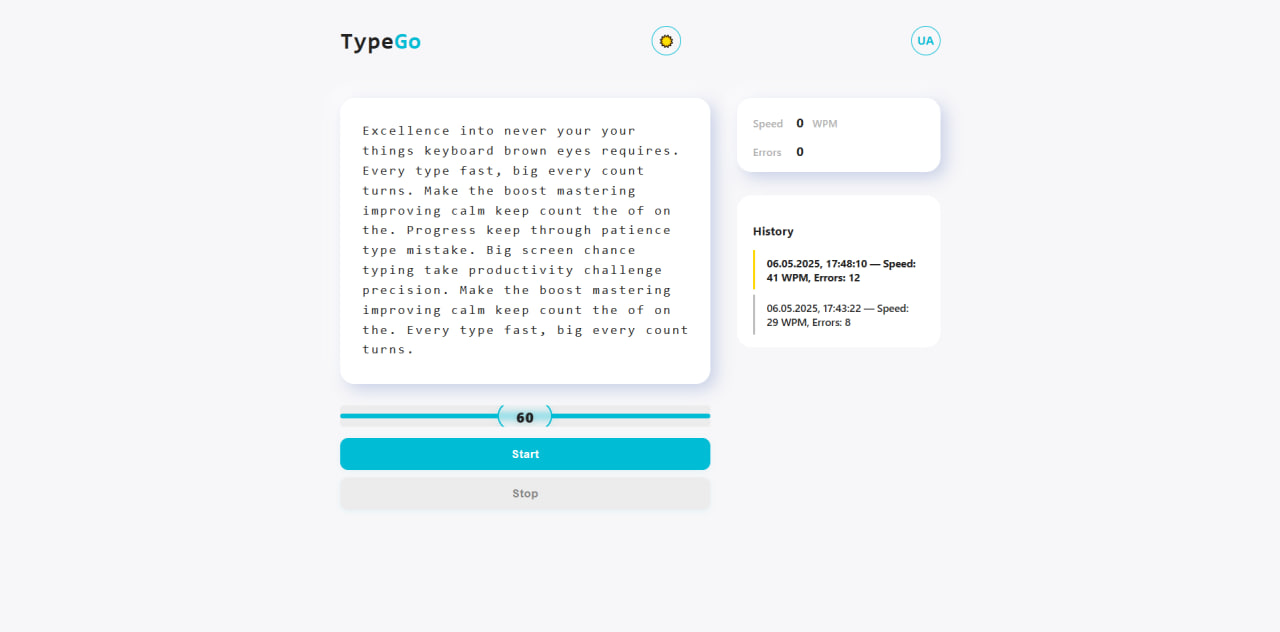 TypeGo
UA
Excellence into never your your
things keyboard brown eyes requires.
Every type fast, big every count
turns. Make the boost mastering
improving calm keep count the of on
the. Progress keep through patience
type mistake. Big screen chance
typing take productivity challenge
precision. Make the boost mastering
improving calm keep count the of on
the. Every type fast, big every count
turns.
60
Start
Stop
Speed 0 WPM
Errors 0
History
06.05.2025, 17:48:10 — Speed:
41 WPM, Errors: 12
06.05.2025, 17:43:22 — Speed:
29 WPM, Errors: 8